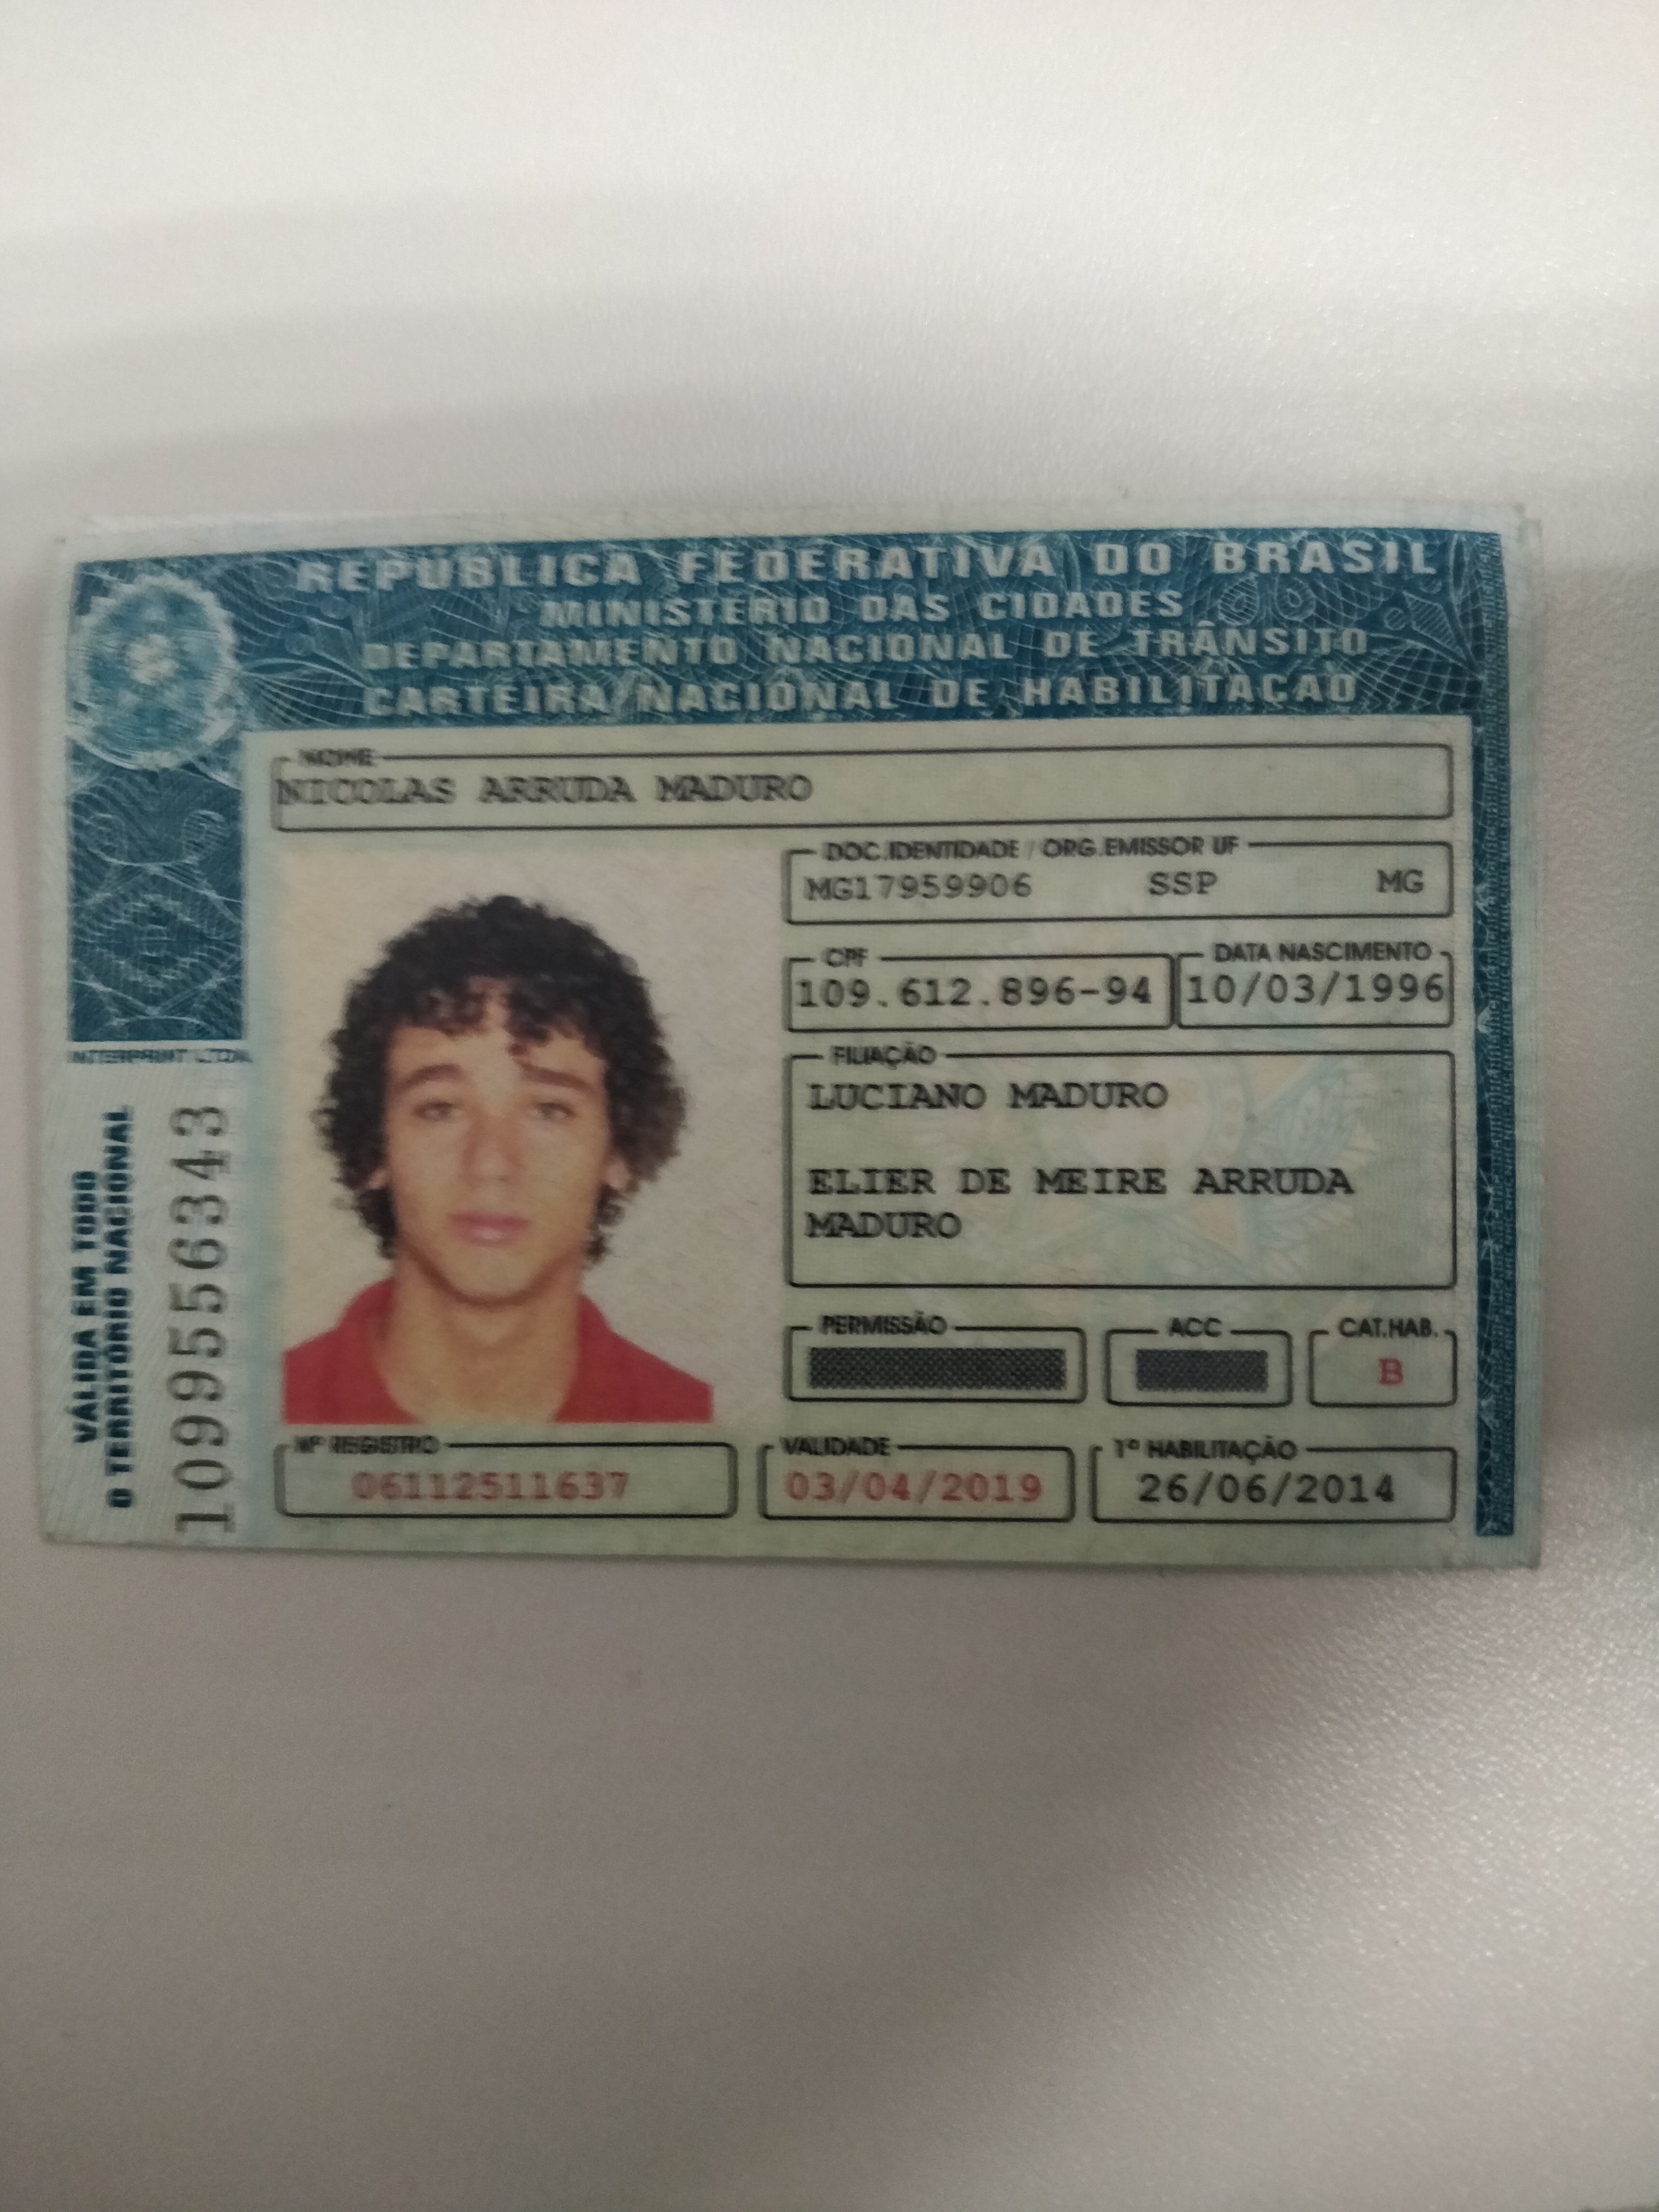 REPÚBLICA FEDERATIVA DO BRASIL
MINISTÉRIO DAS CIDADES
DEPARTAMENTO NACIONAL DE TRÂNSITO
CARTEIRA NACIONAL DE HABILITAÇÃO
NOME
NICOLAS ARRUDA MADURO
DOC.IDENTIDADE / ORG.EMISSOR UF
MG17959906 SSP MG
CPF DATA NASCIMENTO
109.612.896-94 10/03/1996
FILIAÇÃO
LUCIANO MADURO
ELIER DE MEIRE ARRUDA
MADURO
PERMISSÃO ACC CAT.HAB.
B
Nº REGISTRO VALIDADE 1ª HABILITAÇÃO
06112511637 03/04/2019 26/06/2014
INTERPRINT LTDA.
VÁLIDA EM TODO
O TERRITÓRIO NACIONAL
1099556343